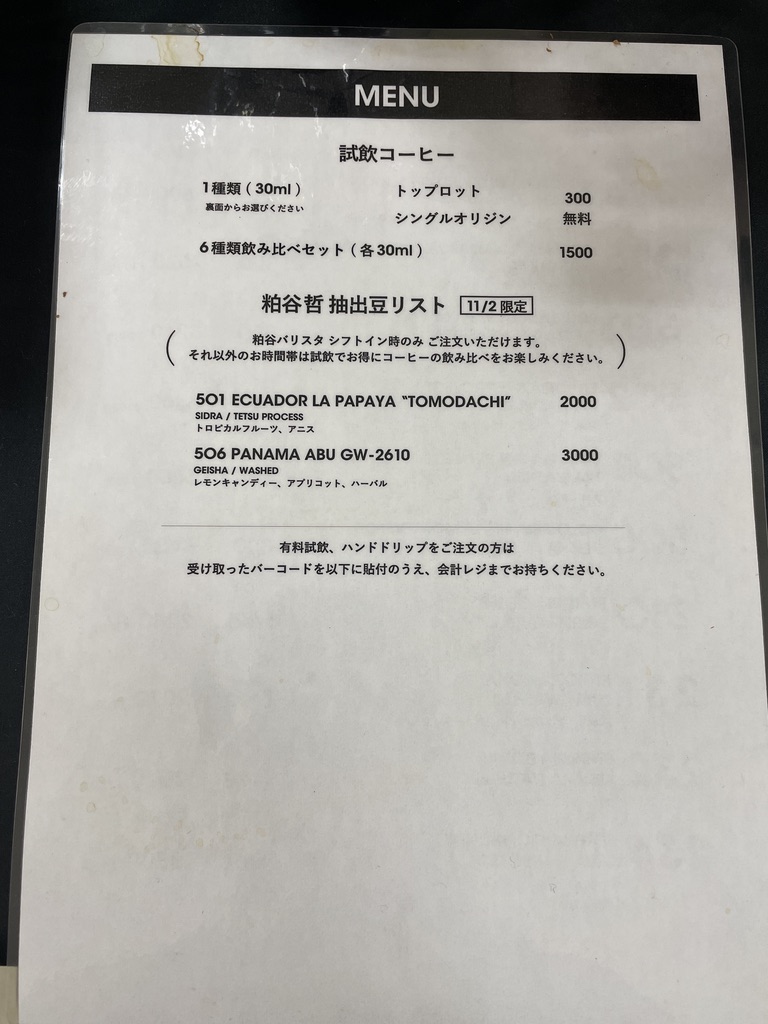 MENU
試飲コーヒー
1種類（30ml） トップロット 300
裏面からお選びください
シングルオリジン 無料
6種類飲み比べセット（各30ml） 1500
粕谷哲 抽出豆リスト 11/2 限定
粕谷バリスタ シフトイン時のみ ご注文いただけます。
それ以外のお時間帯は試飲でお得にコーヒーの飲み比べをお楽しみください。
501 ECUADOR LA PAPAYA “TOMODACHI” 2000
SIDRA / TETSU PROCESS
トロピカルフルーツ、アニス
506 PANAMA ABU GW-2610 3000
GEISHA / WASHED
レモンキャンディー、アプリコット、ハーバル
有料試飲、ハンドドリップをご注文の方は
受け取ったバーコードを以下に貼付のうえ、会計レジまでお持ちください。